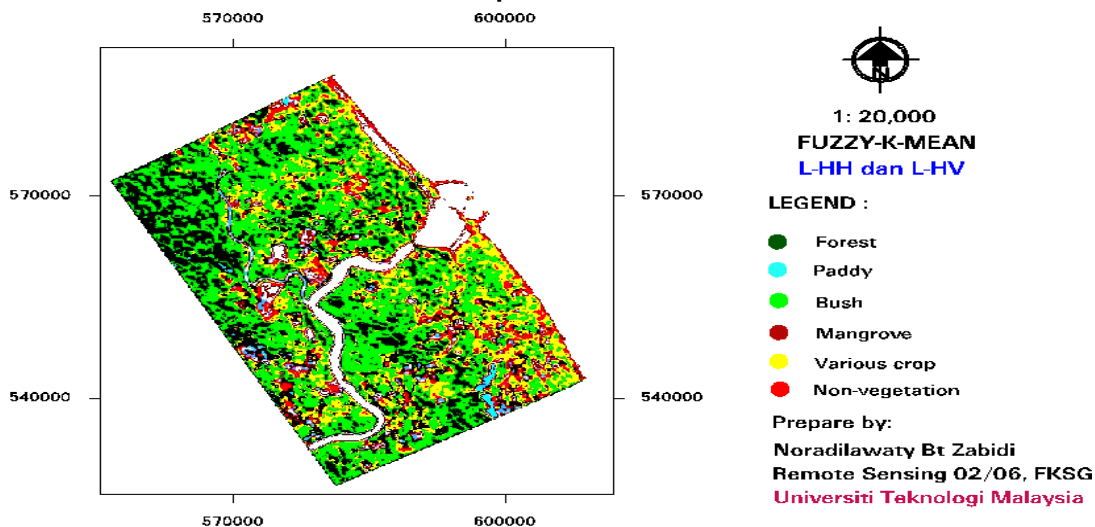 570000 600000
570000 570000
540000 540000
570000 600000
N
1: 20,000
FUZZY-K-MEAN
L-HH dan L-HV
LEGEND :
Forest
Paddy
Bush
Mangrove
Various crop
Non-vegetation
Prepare by:
Noradilawaty Bt Zabidi
Remote Sensing 02/06, FKSG
Universiti Teknologi Malaysia